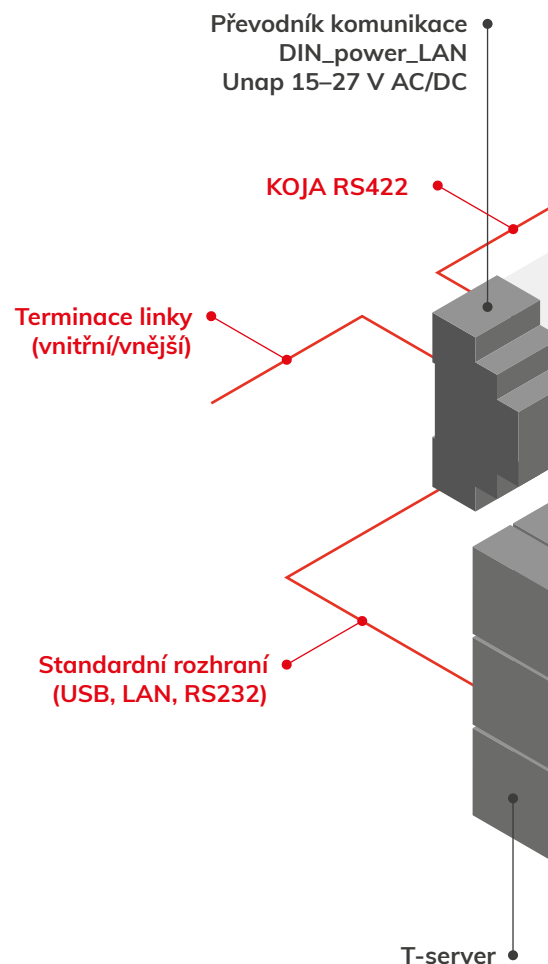 Převodník komunikace
DIN_power_LAN
Unap 15–27 V AC/DC
KOJA RS422
Terminace linky
(vnitřní/vnější)
Standardní rozhraní
(USB, LAN, RS232)
T-server